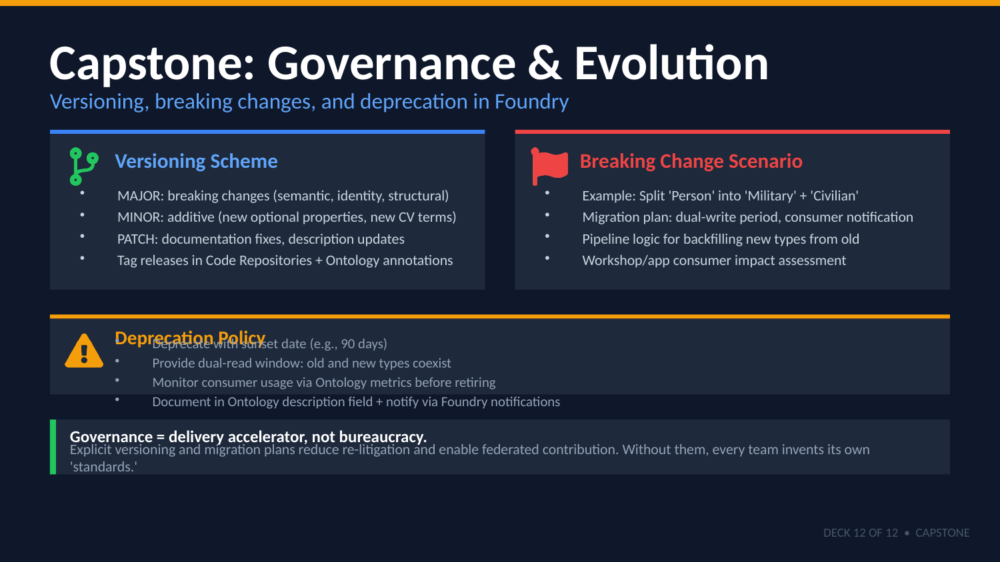 Capstone: Governance & Evolution
Versioning, breaking changes, and deprecation in Foundry
Versioning Scheme
• MAJOR: breaking changes (semantic, identity, structural)
• MINOR: additive (new optional properties, new CV terms)
• PATCH: documentation fixes, description updates
• Tag releases in Code Repositories + Ontology annotations
Breaking Change Scenario
• Example: Split 'Person' into 'Military' + 'Civilian'
• Migration plan: dual-write period, consumer notification
• Pipeline logic for backfilling new types from old
• Workshop/app consumer impact assessment
Deprecation Policy
• Deprecate with sunset date (e.g., 90 days)
• Provide dual-read window: old and new types coexist
• Monitor consumer usage via Ontology metrics before retiring
• Document in Ontology description field + notify via Foundry notifications
Governance = delivery accelerator, not bureaucracy.
Explicit versioning and migration plans reduce re-litigation and enable federated contribution. Without them, every team invents its own
'standards.'
DECK 12 OF 12 • CAPSTONE